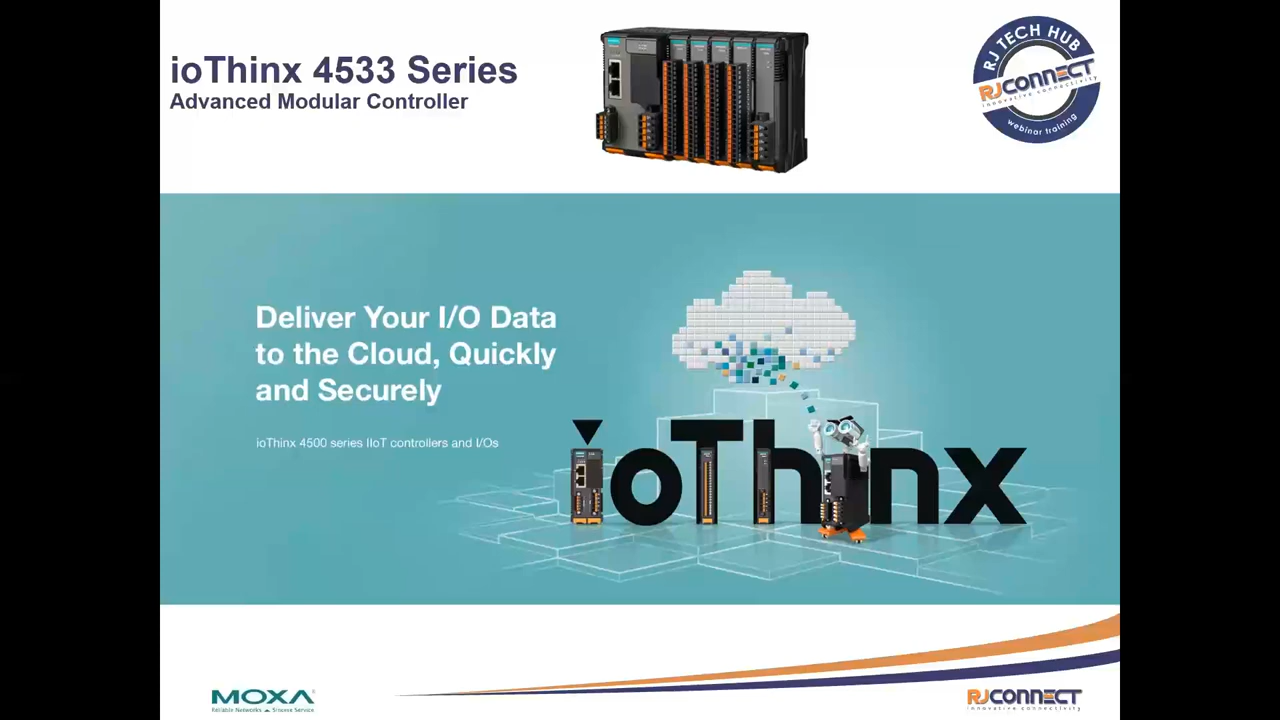 ioThinx 4533 Series
Advanced Modular Controller
RJ TECH HUB
RJCONNECT
innovative connectivity
webinar training
Deliver Your I/O Data
to the Cloud, Quickly
and Securely
ioThinx 4500 series IIoT controllers and I/Os
ioThinx
MOXA
Reliable Networks Sincere Service
RJCONNECT
innovative connectivity